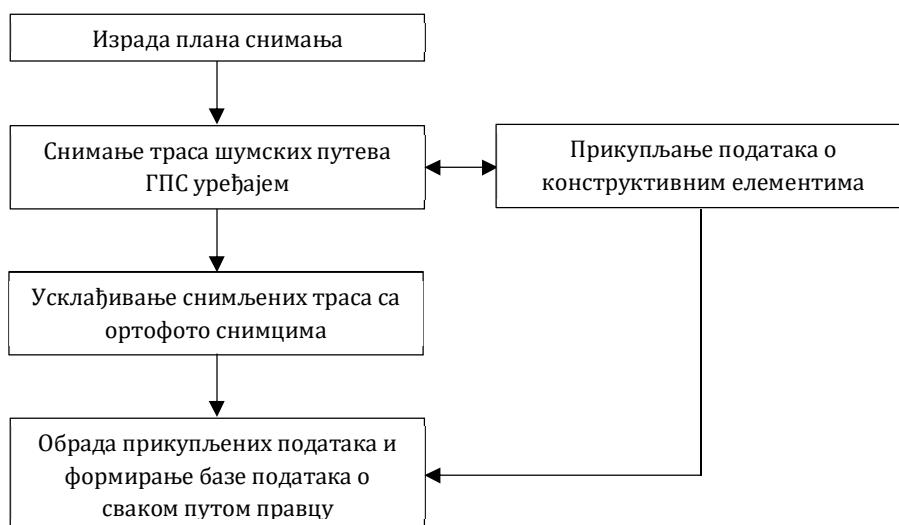 Израда плана снимања
Снимање траса шумских путева
ГПС уређајем
Прикупљање података о
конструктивним елементима
Усклађивање снимљених траса са
ортофото снимцима
Обрада прикупљених података и
формирање базе података о
сваком путом правцу